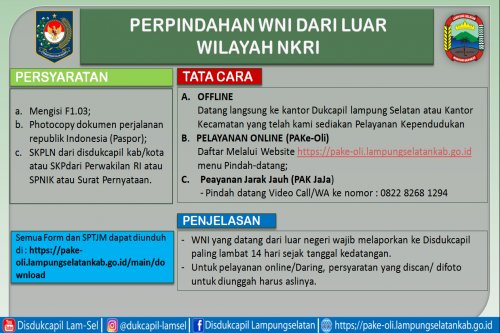 PERPINDAHAN WNI DARI LUAR
WILAYAH NKRI
PERSYARATAN
a. Mengisi F1.03;
b. Photocopy dokumen perjalanan
republik Indonesia (Paspor);
c. SKPLN dari disdukcapil kab/kota
atau SKPdari Perwakilan RI atau
SPNIK atau Surat Pernyataan.
Semua Form dan SPTJM dapat diunduh
di : https://pake-
oli.lampungselatankab.go.id/main/do
wnload
TATA CARA
A. OFFLINE
Datang langsung ke kantor Dukcapil lampung Selatan atau Kantor
Kecamatan yang telah kami sediakan Pelayanan Kependudukan
B. PELAYANAN ONLINE (PAKe-Oli)
Daftar Melalui Website https://pake-oli.lampungselatankab.go.id
menu Pindah-datang;
C. Peayanan Jarak Jauh (PAK JaJa)
- Pindah datang Video Call/WA ke nomor : 0822 8268 1294
PENJELASAN
- WNI yang datang dari luar negeri wajib melaporkan ke Disdukcapil
paling lambat 14 hari sejak tanggal kedatangan.
- Untuk pelayanan online/Daring, persyaratan yang discan/ difoto
untuk diunggah harus aslinya.
Disdukcapil Lam-Sel
@dukcapil-lamsel
Disdukcapil Lampungselatan
https://pake-oli.lampungselatankab.go.id